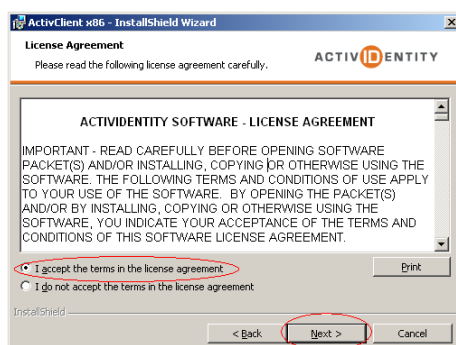 ActivClient x86 - InstallShield Wizard
License Agreement
Please read the following license agreement carefully.
ACTIVIDENTITY
ACTIVIDENTITY SOFTWARE - LICENSE AGREEMENT
IMPORTANT - READ CAREFULLY BEFORE OPENING SOFTWARE
PACKET(S) AND/OR INSTALLING, COPYING OR OTHERWISE USING THE
SOFTWARE. THE FOLLOWING TERMS AND CONDITIONS OF USE APPLY
TO YOUR USE OF THE SOFTWARE. BY OPENING THE PACKET(S)
AND/OR BY INSTALLING, COPYING OR OTHERWISE USING THE
SOFTWARE, YOU INDICATE YOUR ACCEPTANCE OF THE TERMS AND
CONDITIONS OF THIS SOFTWARE LICENSE AGREEMENT.
I accept the terms in the license agreement
Print
I do not accept the terms in the license agreement
InstallShield
< Back
Next >
Cancel